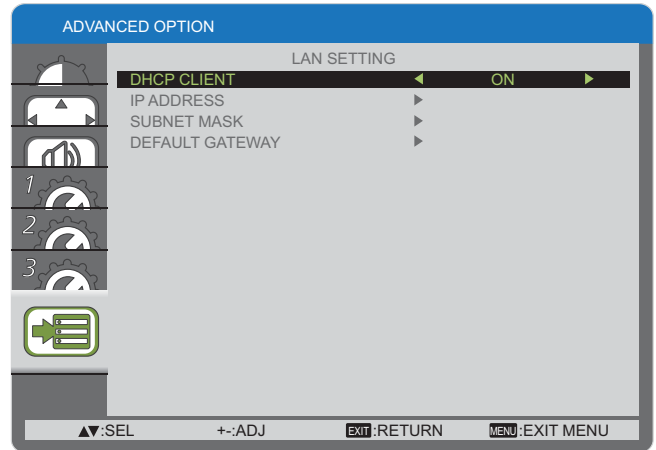 ADVANCED OPTION
LAN SETTING
DHCP CLIENT ON
IP ADDRESS
SUBNET MASK
DEFAULT GATEWAY
1
2
3
▲▼:SEL +-:ADJ EXIT:RETURN MENU:EXIT MENU